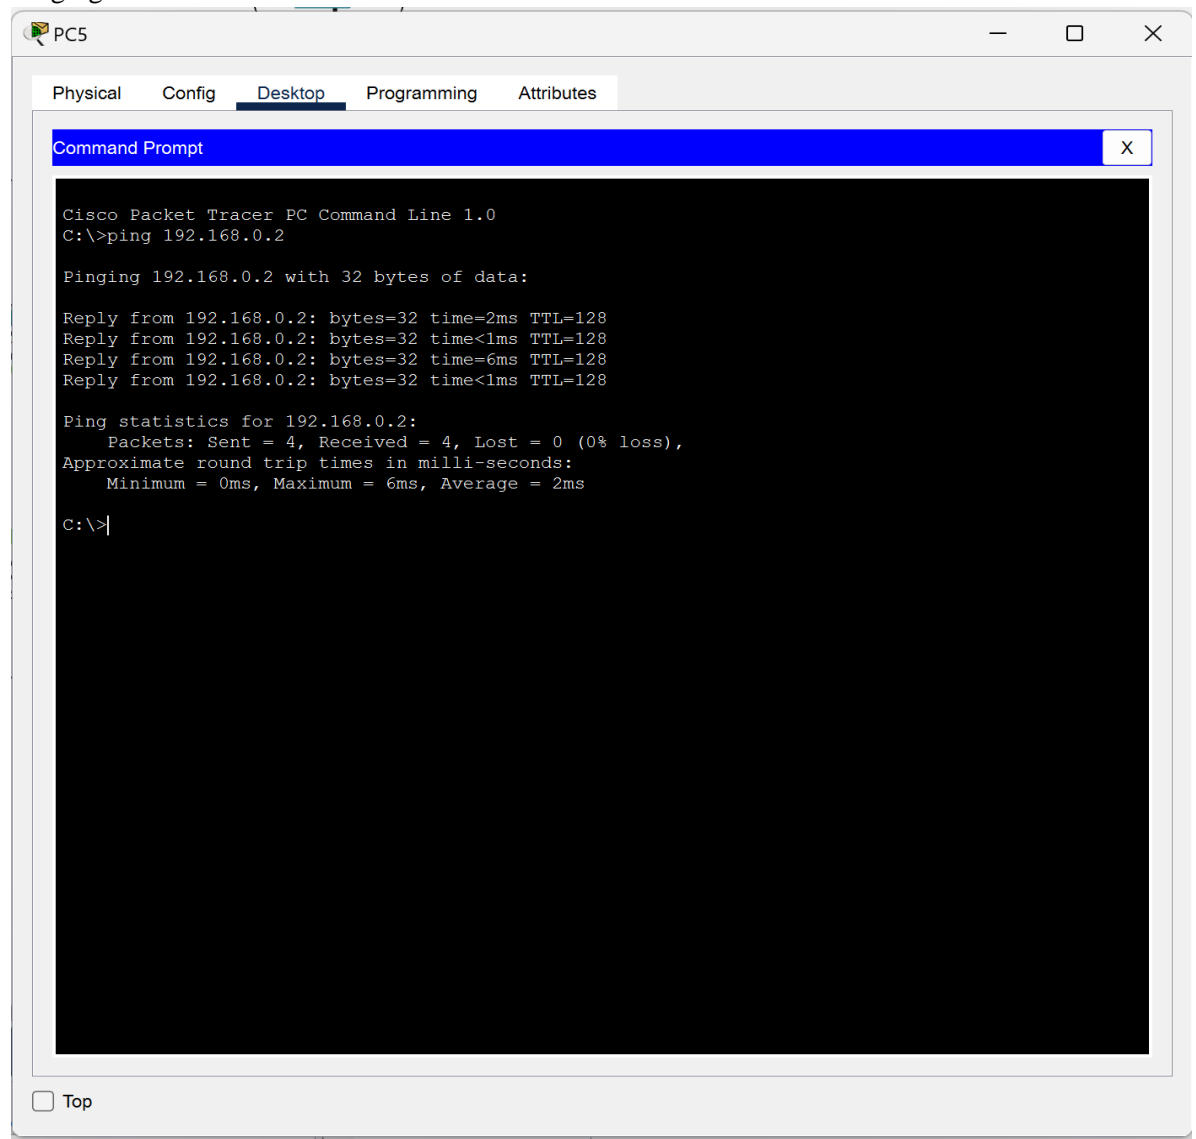 PC5
Physical Config Desktop Programming Attributes
Command Prompt X
Cisco Packet Tracer PC Command Line 1.0
C:\>ping 192.168.0.2
Pinging 192.168.0.2 with 32 bytes of data:
Reply from 192.168.0.2: bytes=32 time=2ms TTL=128
Reply from 192.168.0.2: bytes=32 time<1ms TTL=128
Reply from 192.168.0.2: bytes=32 time=6ms TTL=128
Reply from 192.168.0.2: bytes=32 time<1ms TTL=128
Ping statistics for 192.168.0.2:
Packets: Sent = 4, Received = 4, Lost = 0 (0% loss),
Approximate round trip times in milli-seconds:
Minimum = 0ms, Maximum = 6ms, Average = 2ms
C:\>
Top